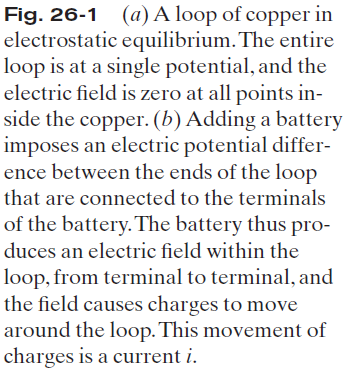 Fig. 26-1 (a) A loop of copper in
electrostatic equilibrium. The entire
loop is at a single potential, and the
electric field is zero at all points in-
side the copper. (b) Adding a battery
imposes an electric potential differ-
ence between the ends of the loop
that are connected to the terminals
of the battery. The battery thus pro-
duces an electric field within the
loop, from terminal to terminal, and
the field causes charges to move
around the loop. This movement of
charges is a current i.